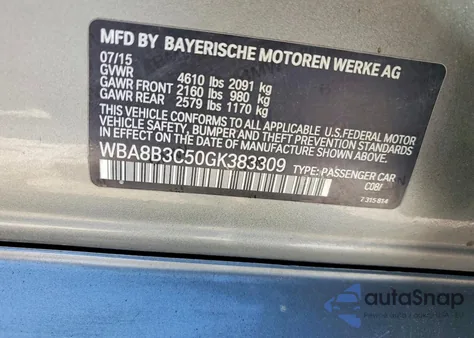 MFD BY BAYERISCHE MOTOREN WERKE AG
07/15
GVWR 4610 lbs 2091 kg
GAWR FRONT 2160 lbs 980 kg
GAWR REAR 2579 lbs 1170 kg
THIS VEHICLE CONFORMS TO ALL APPLICABLE U.S. FEDERAL MOTOR
VEHICLE SAFETY, BUMPER, AND THEFT PREVENTION STANDARDS
IN EFFECT ON THE DATE OF MANUFACTURE SHOWN ABOVE.
WBA8B3C50GK383309 TYPE: PASSENGER CAR
7 315 814
autoSnap